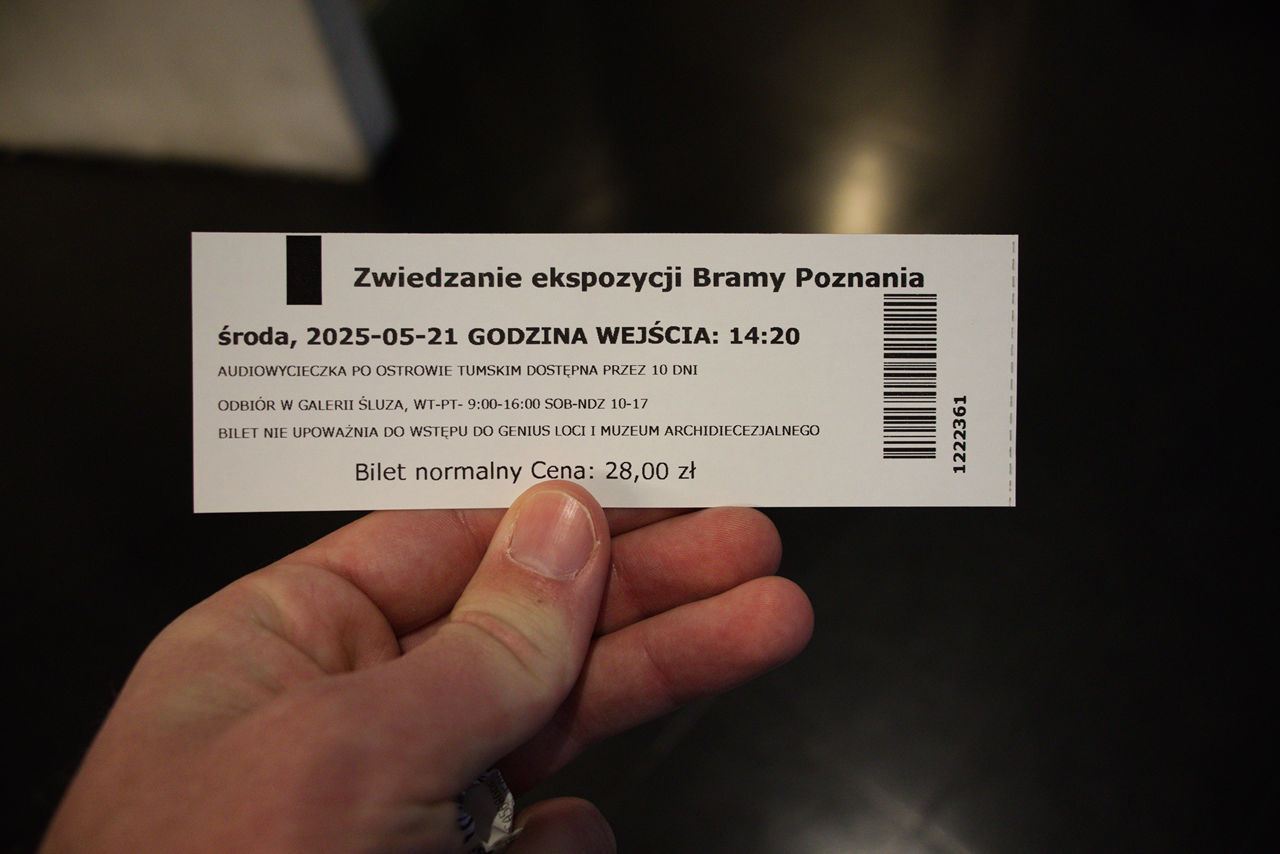 Zwiedzanie ekspozycji Bramy Poznania
środa, 2025-05-21 GODZINA WEJŚCIA: 14:20
AUDIOWYCIECZKA PO OSTROWIE TUMSKIM DOSTĘPNA PRZEZ 10 DNI
ODBIÓR W GALERII ŚLUZA, WT-PT- 9:00-16:00 SOB-NDZ 10-17
BILET NIE UPOWAŻNIA DO WSTĘPU DO GENIUS LOCI I MUZEUM ARCHIDIECEZJALNEGO
Bilet normalny Cena: 28,00 zł
1222361